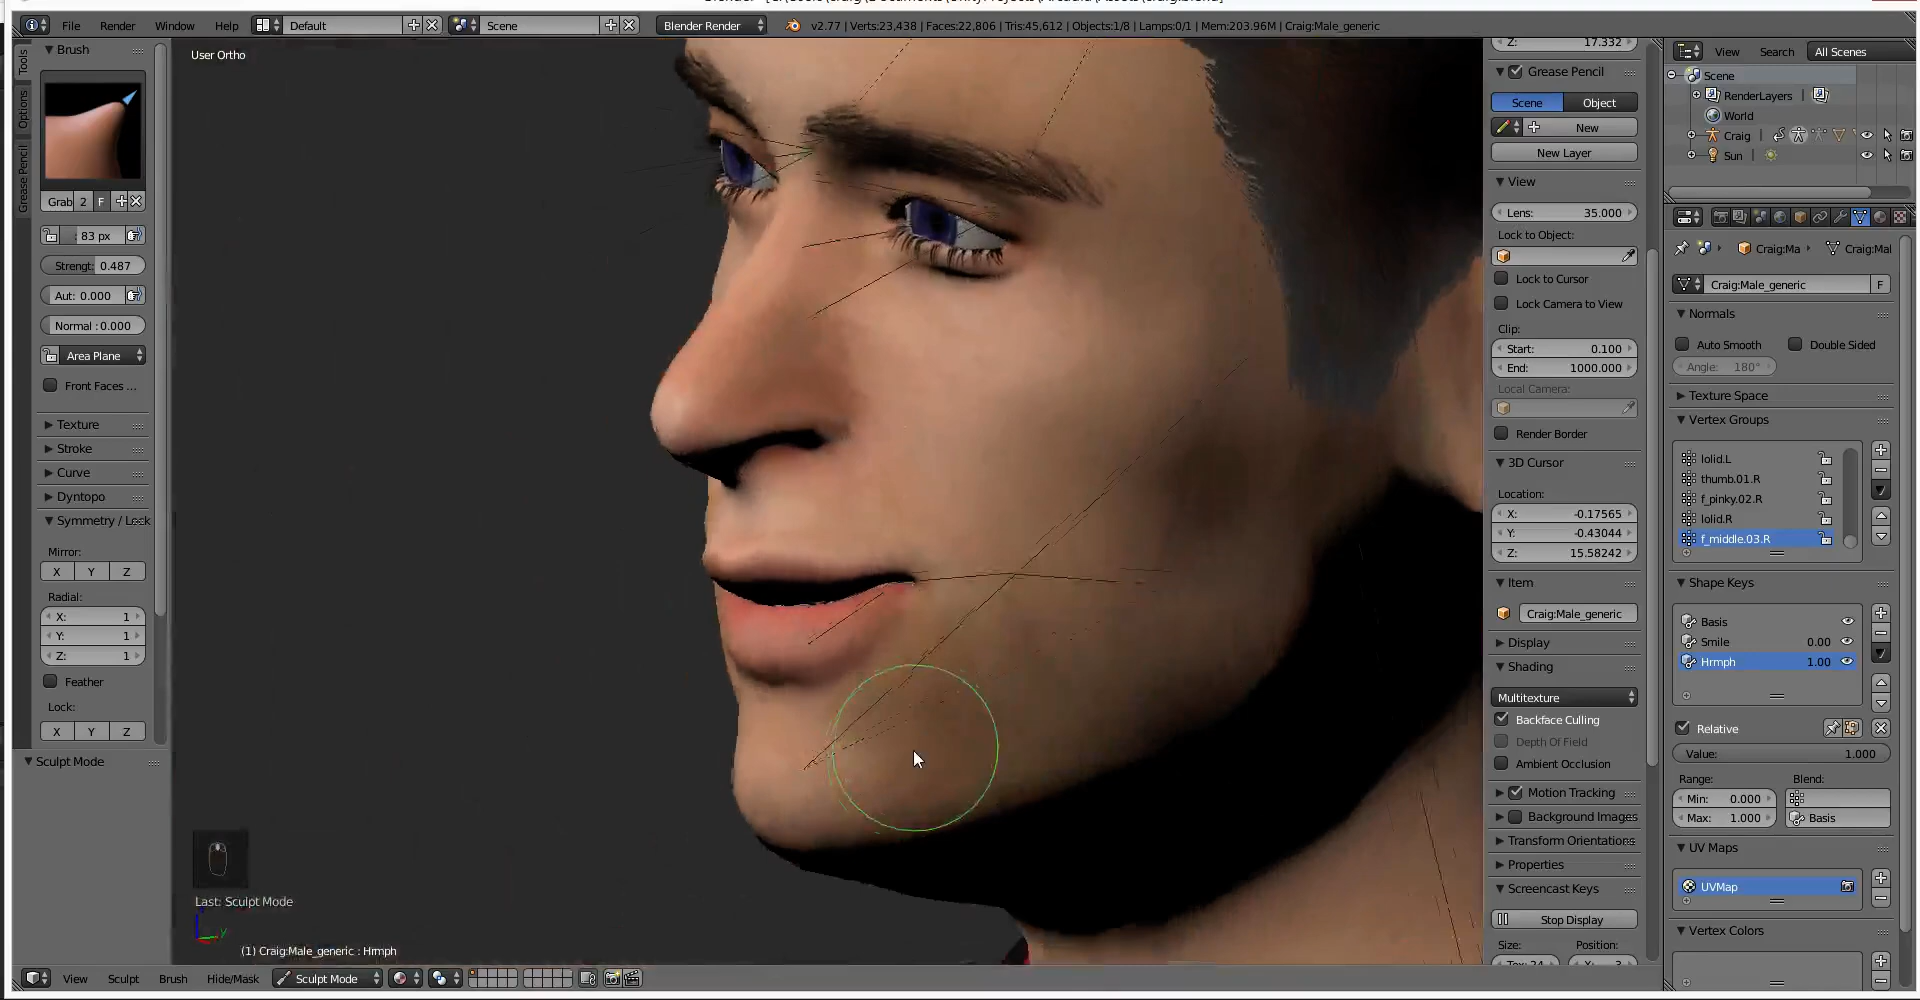 File Render Window Help Default Scene Blender Render v2.77 | Verts:23,438 | Faces:22,806 | Tris:45,612 | Objects:1/8 | Lamps:0/1 | Mem:203.96M | Craig:Male_generic
Tools
Options
Grease Pencil
Brush
Grab 2 F
: 83 px
Strengt: 0.487
Aut: 0.000
Normal : 0.000
Area Plane
Front Faces ...
Texture
Stroke
Curve
Dyntopo
Symmetry / Lock
Mirror:
X Y Z
Radial:
X: 1
Y: 1
Z: 1
Feather
Lock:
X Y Z
Sculpt Mode
User Ortho
Last: Sculpt Mode
y
(1) Craig:Male_generic : Hrmph
View Sculpt Brush Hide/Mask Sculpt Mode
Z: 17.332
Grease Pencil
Scene Object
New
New Layer
View
Lens: 35.000
Lock to Object:
Lock to Cursor
Lock Camera to View
Clip:
Start: 0.100
End: 1000.000
Local Camera:
Render Border
3D Cursor
Location:
X: -0.17565
Y: -0.43044
Z: 15.58242
Item
Craig:Male_generic
Display
Shading
Multitexture
Backface Culling
Depth Of Field
Ambient Occlusion
Motion Tracking
Background Images
Transform Orientations
Properties
Screencast Keys
Stop Display
Size: Position:
View Search All Scenes
Scene
RenderLayers
World
Craig
Sun
Craig:Ma Craig:Mal
Craig:Male_generic F
Normals
Auto Smooth Double Sided
Angle: 180°
Texture Space
Vertex Groups
lolid.L
thumb.01.R
f_pinky.02.R
lolid.R
f_middle.03.R
Shape Keys
Basis
Smile 0.00
Hrmph 1.00
Relative
Value: 1.000
Range: Blend:
Min: 0.000
Max: 1.000 Basis
UV Maps
UVMap
Vertex Colors